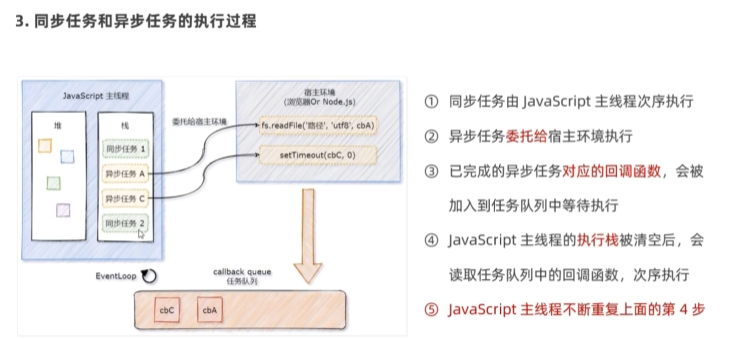 3. 同步任务和异步任务的执行过程
JavaScript 主线程
堆
栈
同步任务 1
异步任务 A
异步任务 C
同步任务 2
委托给宿主环境
宿主环境
(浏览器Or Node.js)
fs.readFile('路径', 'utf8', cbA)
setTimeout(cbC, 0)
EventLoop
callback queue
任务队列
cbC
cbA
① 同步任务由 JavaScript 主线程次序执行
② 异步任务委托给宿主环境执行
③ 已完成的异步任务对应的回调函数，会被
加入到任务队列中等待执行
④ JavaScript 主线程的执行栈被清空后，会
读取任务队列中的回调函数，次序执行
⑤ JavaScript 主线程不断重复上面的第 4 步